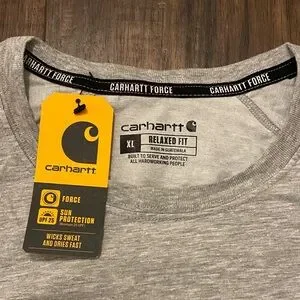 CARHARTT FORCE
CARHARTT FORCE
CARHARTT FORCE
carhartt
XL RELAXED FIT
MADE IN GUATEMALA
BUILT TO SERVE AND PROTECT
ALL HARDWORKING PEOPLE
carhartt
FORCE
SUN
PROTECTION
UPF 25
WICKS SWEAT
AND DRIES FAST